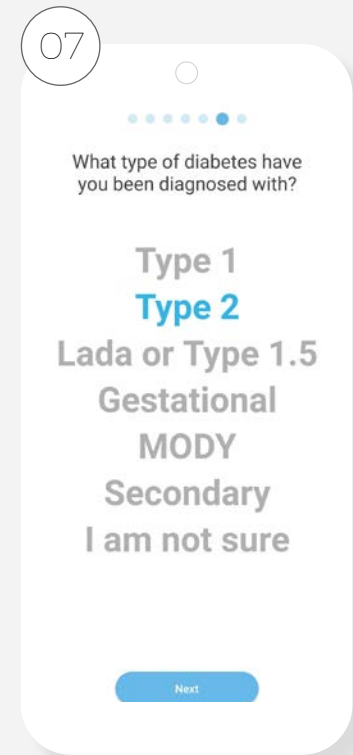 07
What type of diabetes have
you been diagnosed with?
Type 1
Type 2
Lada or Type 1.5
Gestational
MODY
Secondary
I am not sure
Next